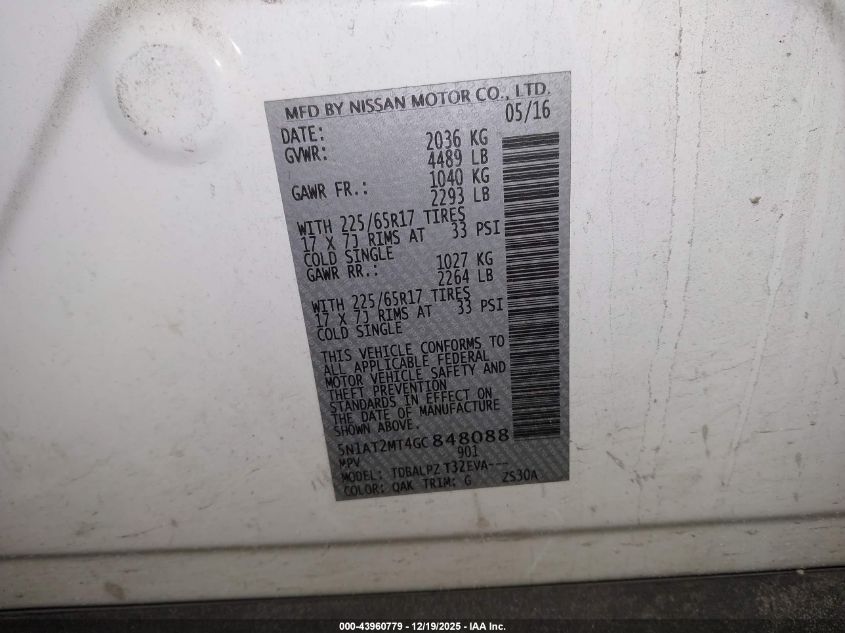 MFD BY NISSAN MOTOR CO., LTD.
DATE: 05/16
GVWR: 2036 KG
4489 LB
GAWR FR.: 1040 KG
2293 LB
WITH 225/65R17 TIRES
17 X 7J RIMS AT 33 PSI
COLD SINGLE
GAWR RR.: 1027 KG
2264 LB
WITH 225/65R17 TIRES
17 X 7J RIMS AT 33 PSI
COLD SINGLE
THIS VEHICLE CONFORMS TO
ALL APPLICABLE FEDERAL
MOTOR VEHICLE SAFETY AND
THEFT PREVENTION
STANDARDS IN EFFECT ON
THE DATE OF MANUFACTURE
SHOWN ABOVE.
5N1AT2MT4GC848088
MPV 901
MODEL: TDBALPZ T32EVA---
COLOR: QAK TRIM: G ZS30A
000-43960779 - 12/19/2025 - IAA Inc.